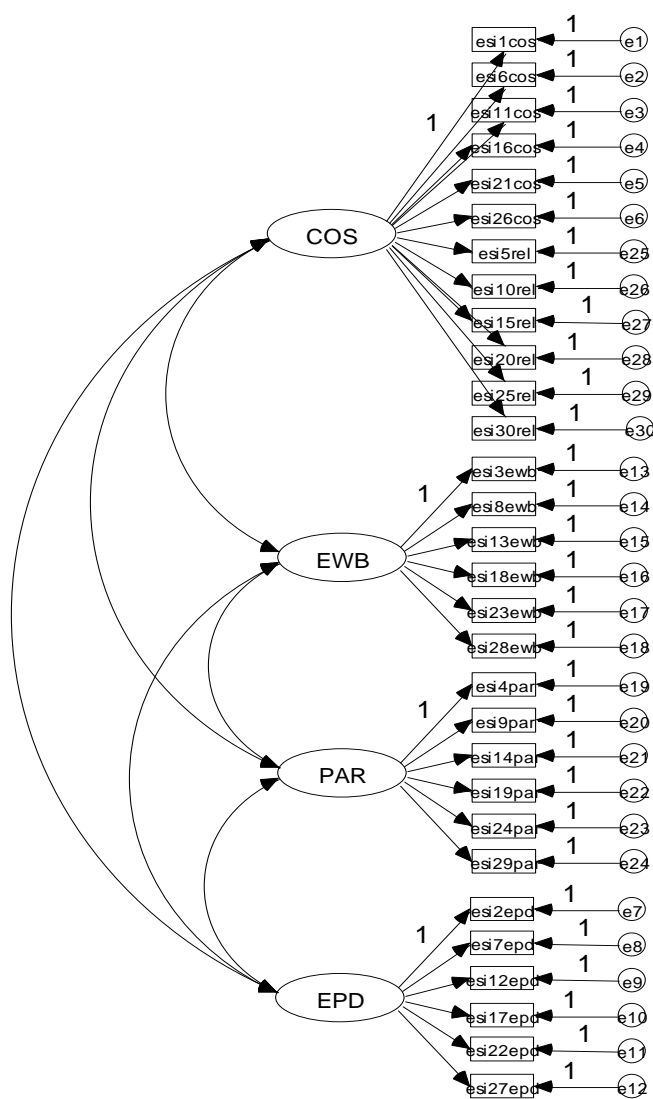 esi1cos 1 e1
esi6cos 1 e2
esi11cos 1 e3
1
esi16cos 1 e4
esi21cos 1 e5
esi26cos 1 e6
COS
esi5rel 1 e25
esi10rel 1 e26
esi15rel 1 e27
esi20rel 1 e28
esi25rel 1 e29
esi30rel 1 e30
esi3ewb 1 e13
1
esi8ewb 1 e14
esi13ewb 1 e15
EWB
esi18ewb 1 e16
esi23ewb 1 e17
esi28ewb 1 e18
esi4par 1 e19
1
esi9par 1 e20
esi14par 1 e21
PAR
esi19par 1 e22
esi24par 1 e23
esi29par 1 e24
esi2epd 1 e7
1
esi7epd 1 e8
esi12epd 1 e9
EPD
esi17epd 1 e10
esi22epd 1 e11
esi27epd 1 e12